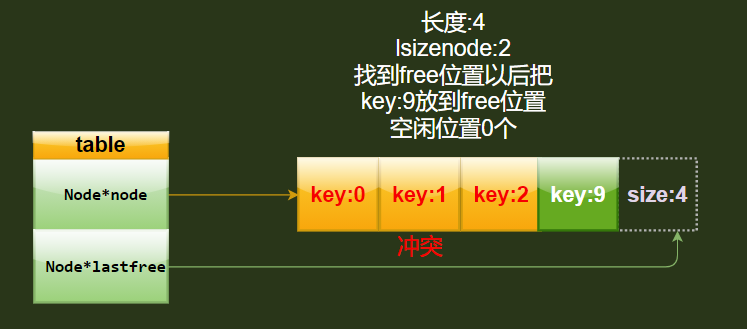 长度:4
lsizenode:2
找到free位置以后把
key:9放到free位置
空闲位置0个
table
Node*node
key:0 key:1 key:2 key:9 size:4
冲突
Node*lastfree